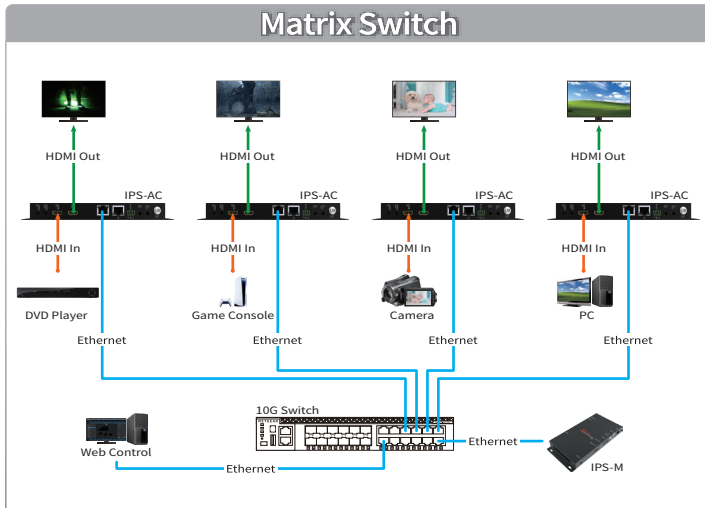 Matrix Switch
HDMI Out
HDMI Out
HDMI Out
HDMI Out
IPS-AC
IPS-AC
IPS-AC
IPS-AC
HDMI In
HDMI In
HDMI In
HDMI In
DVD Player
Game Console
Camera
PC
Ethernet
Ethernet
Ethernet
Ethernet
10G Switch
Web Control
Ethernet
Ethernet
IPS-M